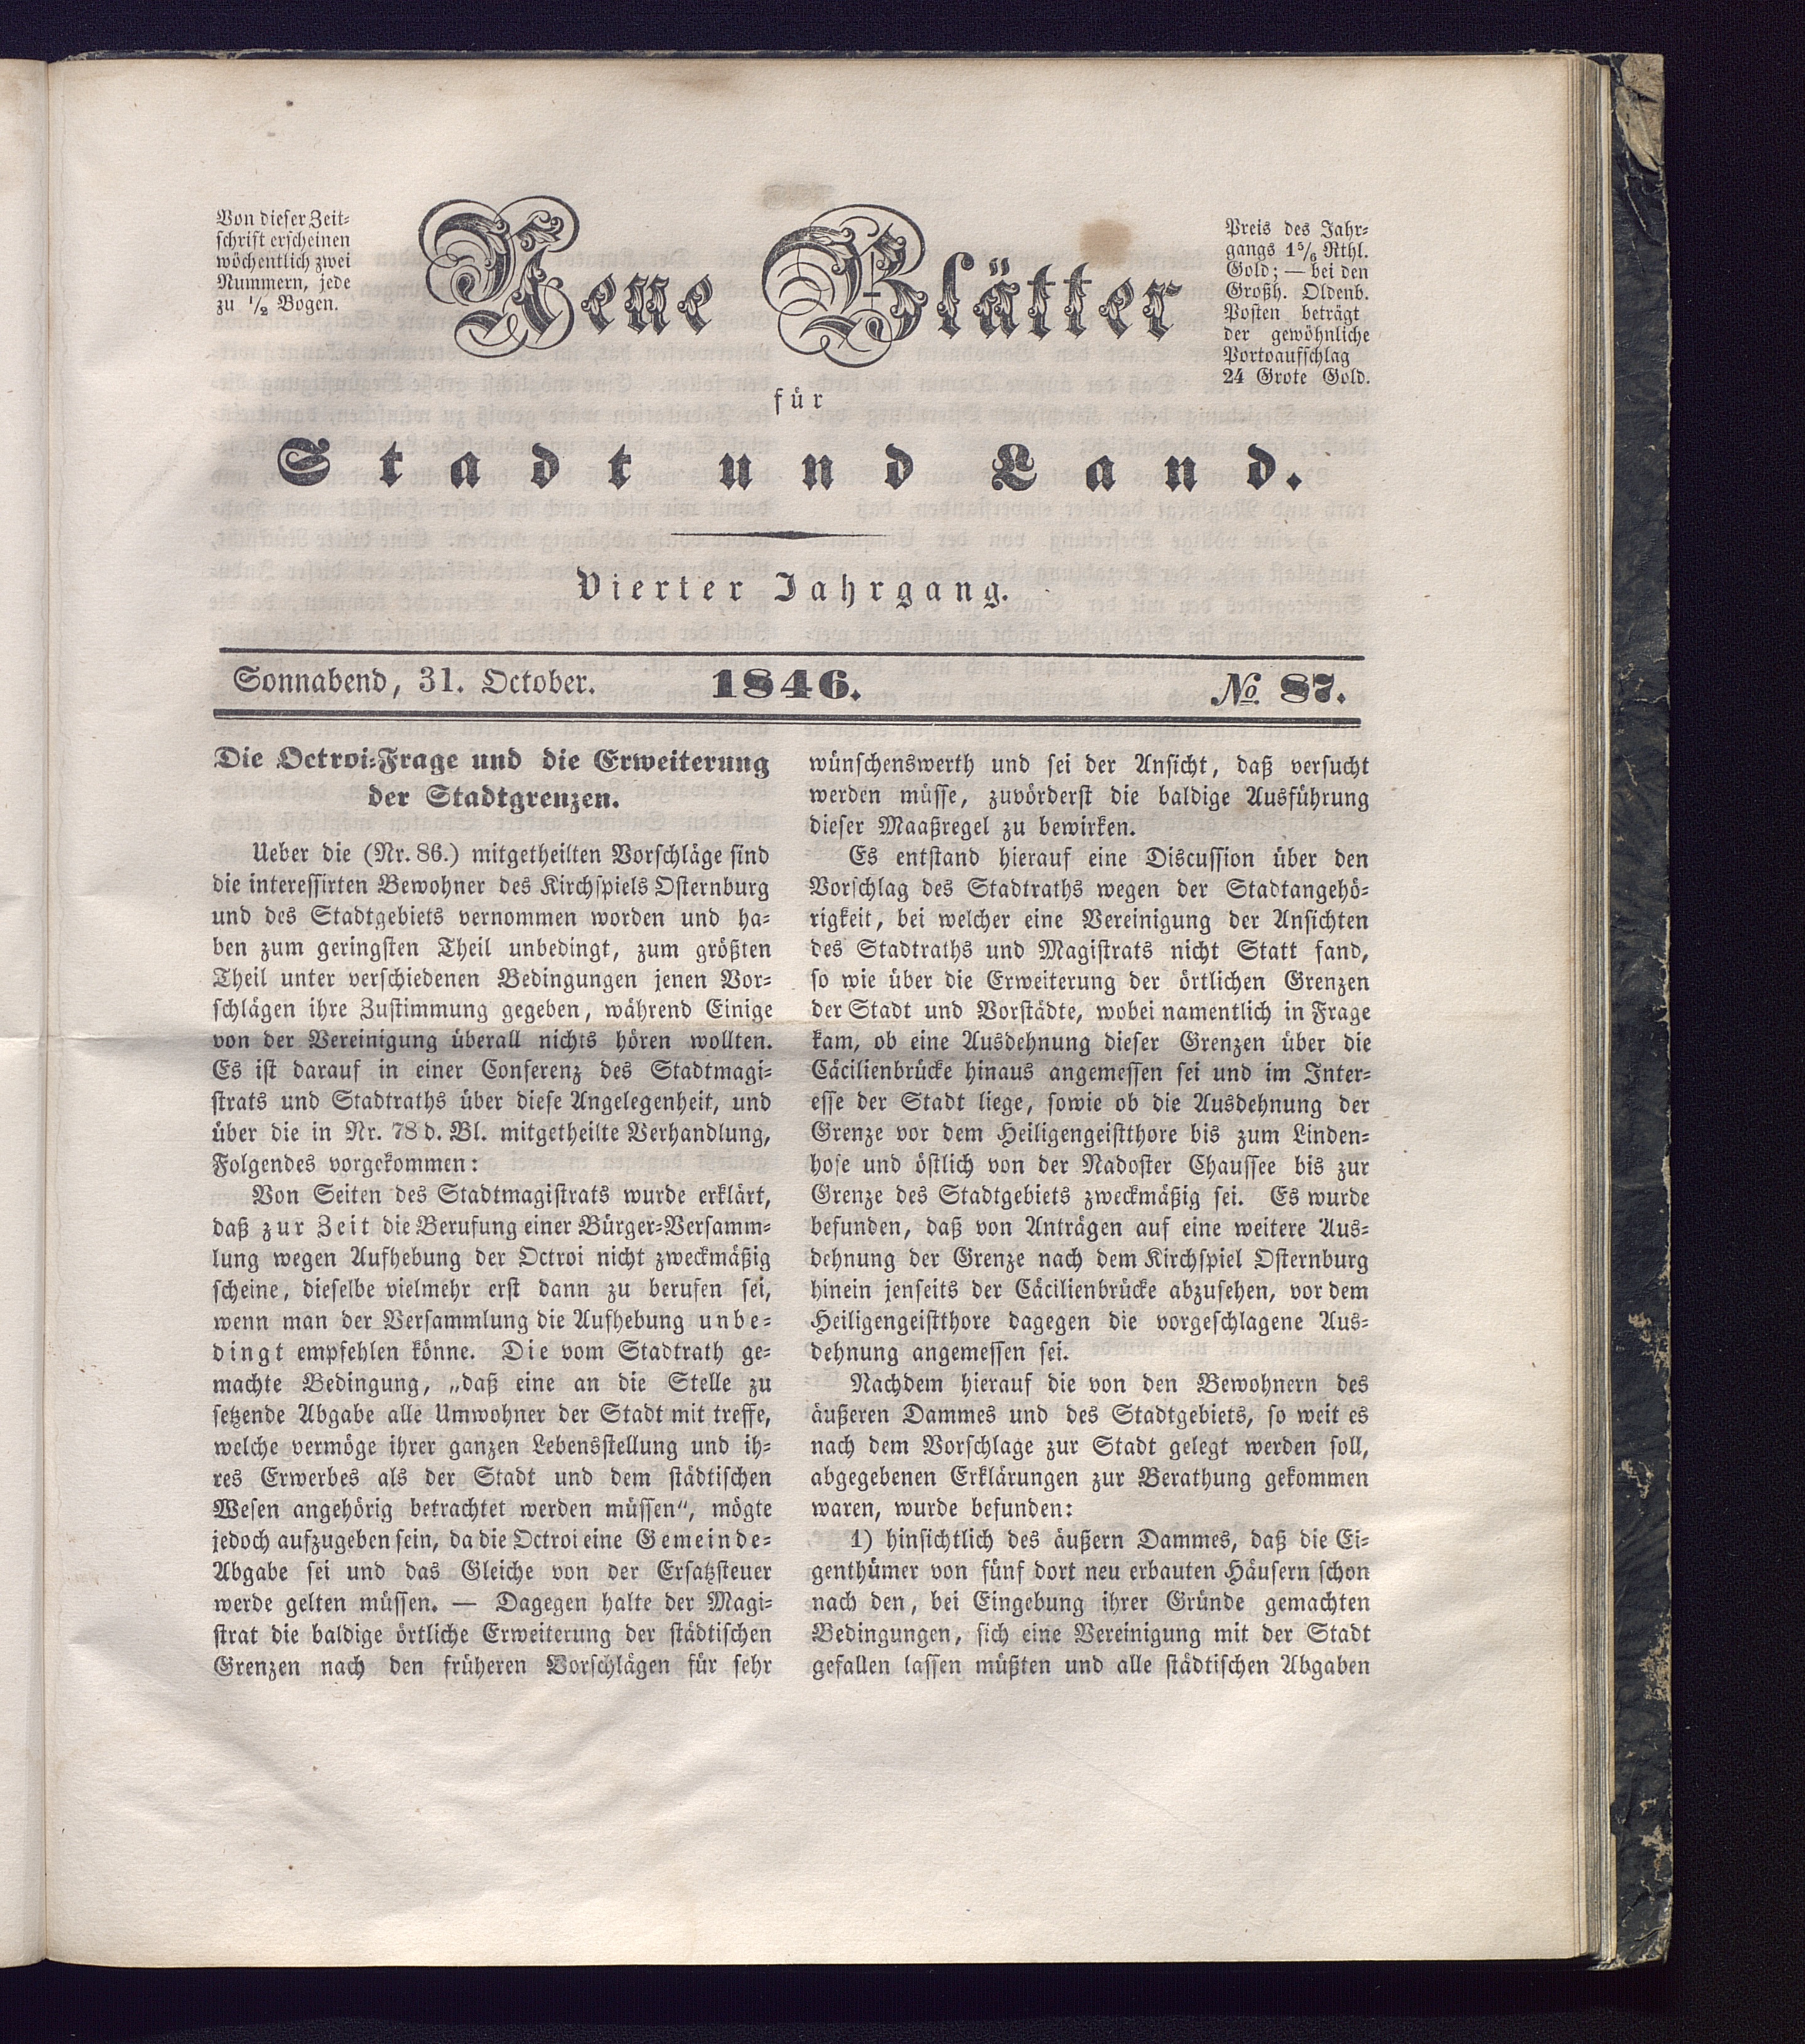 Von dieser Zeit-
schrift erscheinen
wöchentlich zwei
Nummern, jede
zu 1/2 Bogen.
Neue Blätter
Preis des Jahr-
gangs 1 5/6 Rthl.
Gold; — bei den
Großh. Oldenb.
Posten beträgt
der gewöhnliche
Portoaufschlag
24 Grote Gold.
für
Stadt und Land.
Vierter Jahrgang.
Sonnabend, 31. October. 1846. No. 87.
Die Octroi-Frage und die Erweiterung
der Stadtgrenzen.
Ueber die (Nr. 86.) mitgetheilten Vorschläge sind
die interessirten Bewohner des Kirchspiels Osternburg
und des Stadtgebiets vernommen worden und ha-
ben zum geringsten Theil unbedingt, zum größten
Theil unter verschiedenen Bedingungen jenen Vor-
schlägen ihre Zustimmung gegeben, während Einige
von der Vereinigung überall nichts hören wollten.
Es ist darauf in einer Conferenz des Stadtmagi-
strats und Stadtraths über diese Angelegenheit, und
über die in Nr. 78 d. Bl. mitgetheilte Verhandlung,
Folgendes vorgekommen:
Von Seiten des Stadtmagistrats wurde erklärt,
daß zur Zeit die Berufung einer Bürger-Versamm-
lung wegen Aufhebung der Octroi nicht zweckmäßig
scheine, dieselbe vielmehr erst dann zu berufen sei,
wenn man der Versammlung die Aufhebung unbe-
dingt empfehlen könne. Die vom Stadtrath ge-
machte Bedingung, „daß eine an die Stelle zu
setzende Abgabe alle Umwohner der Stadt mit treffe,
welche vermöge ihrer ganzen Lebensstellung und ih-
res Erwerbes als der Stadt und dem städtischen
Wesen angehörig betrachtet werden müssen“, mögte
jedoch aufzugeben sein, da die Octroi eine Gemeinde-
Abgabe sei und das Gleiche von der Ersatzsteuer
werde gelten müssen. — Dagegen halte der Magi-
strat die baldige örtliche Erweiterung der städtischen
Grenzen nach den früheren Vorschlägen für sehr
wünschenswerth und sei der Ansicht, daß versucht
werden müsse, zuvörderst die baldige Ausführung
dieser Maaßregel zu bewirken.
Es entstand hierauf eine Discussion über den
Vorschlag des Stadtraths wegen der Stadtangehö-
rigkeit, bei welcher eine Vereinigung der Ansichten
des Stadtraths und Magistrats nicht Statt fand,
so wie über die Erweiterung der örtlichen Grenzen
der Stadt und Vorstädte, wobei namentlich in Frage
kam, ob eine Ausdehnung dieser Grenzen über die
Cäcilienbrücke hinaus angemessen sei und im Inter-
esse der Stadt liege, sowie ob die Ausdehnung der
Grenze vor dem Heiligengeistthore bis zum Linden-
hofe und östlich von der Nadoster Chaussee bis zur
Grenze des Stadtgebiets zweckmäßig sei. Es wurde
befunden, daß von Anträgen auf eine weitere Aus-
dehnung der Grenze nach dem Kirchspiel Osternburg
hinein jenseits der Cäcilienbrücke abzusehen, vor dem
Heiligengeistthore dagegen die vorgeschlagene Aus-
dehnung angemessen sei.
Nachdem hierauf die von den Bewohnern des
äußeren Dammes und des Stadtgebiets, so weit es
nach dem Vorschlage zur Stadt gelegt werden soll,
abgegebenen Erklärungen zur Berathung gekommen
waren, wurde befunden:
1) hinsichtlich des äußern Dammes, daß die Ei-
genthümer von fünf dort neu erbauten Häusern schon
nach den, bei Eingebung ihrer Gründe gemachten
Bedingungen, sich eine Vereinigung mit der Stadt
gefallen lassen müßten und alle städtischen Abgaben